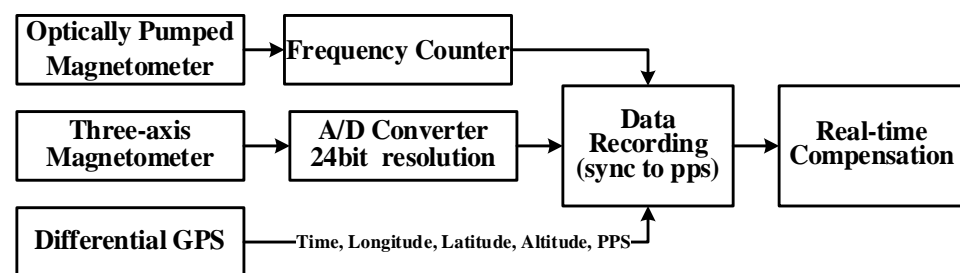 Optically Pumped
Magnetometer
Frequency Counter
Three-axis
Magnetometer
A/D Converter
24bit resolution
Data
Recording
(sync to pps)
Real-time
Compensation
Differential GPS
Time, Longitude, Latitude, Altitude, PPS